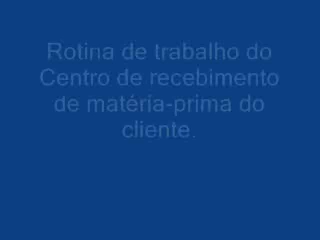 Rotina de trabalho do
Centro de recebimento
de matéria-prima do
cliente.